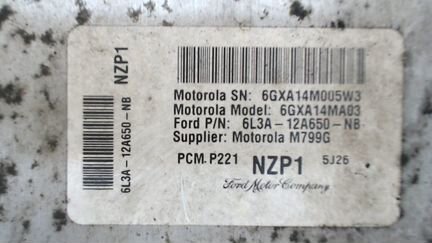 NZP1
6L3A-12A650-NB
Motorola SN: 6GXA14M005W3
Motorola Model: 6GXA14MA03
Ford P/N: 6L3A-12A650-NB
Supplier: Motorola M799G
PCM-P221 NZP1 5J26
Ford Motor Company